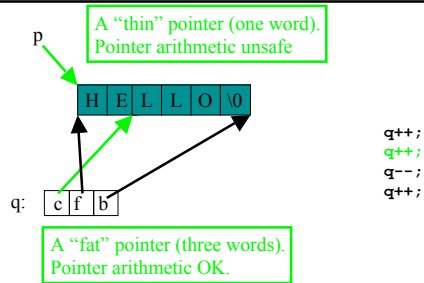 A “thin” pointer (one word).
Pointer arithmetic unsafe
p
H E L L O \0
q++;
q++;
q--;
q++;
q: c f b
A “fat” pointer (three words).
Pointer arithmetic OK.